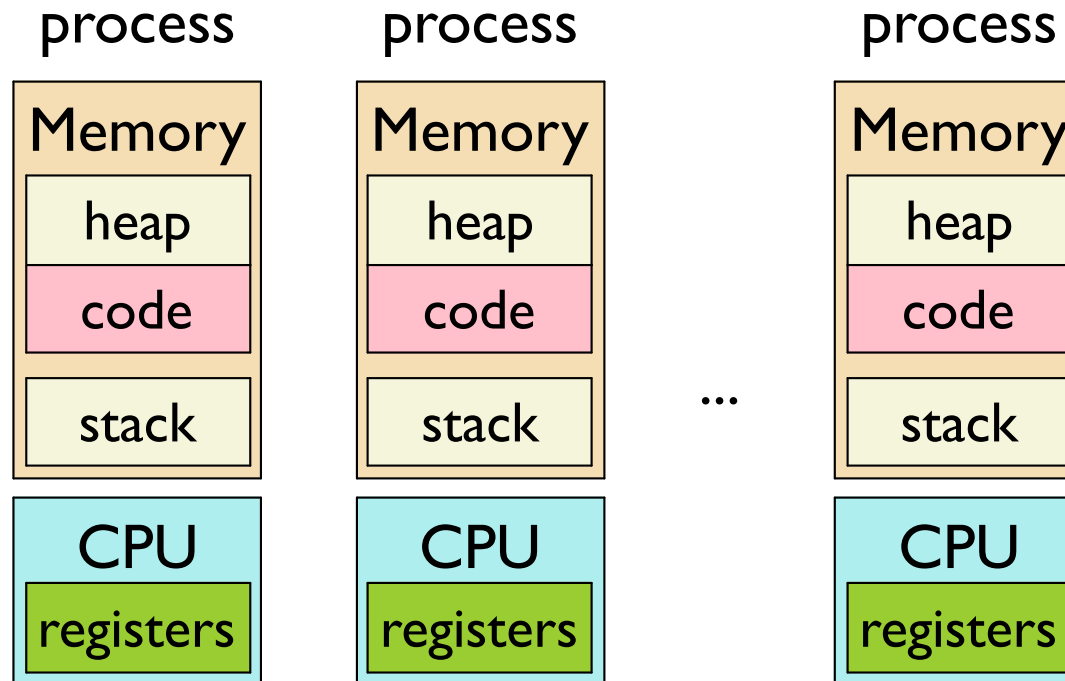 process process process
Memory Memory Memory
heap heap heap
code code code
...
stack stack stack
CPU CPU CPU
registers registers registers